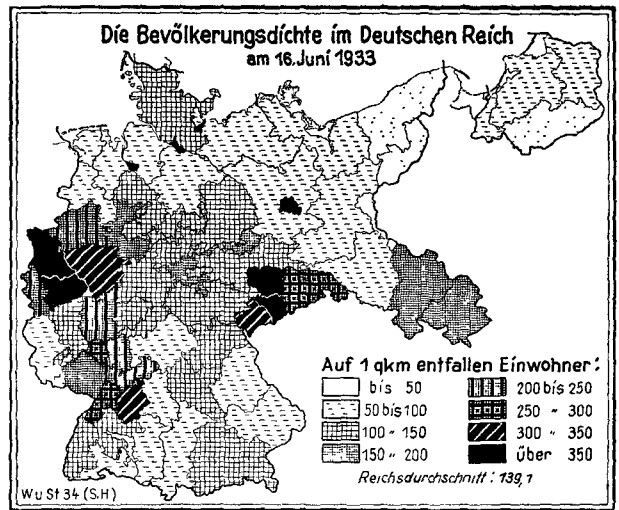 Die Bevölkerungsdichte im Deutschen Reich
am 16. Juni 1933
Auf 1 qkm entfallen Einwohner:
bis 50
50 bis 100
100 " 150
150 " 200
200 bis 250
250 " 300
300 " 350
über 350
Reichsdurchschnitt: 139,1
W u St 34 (S.H)